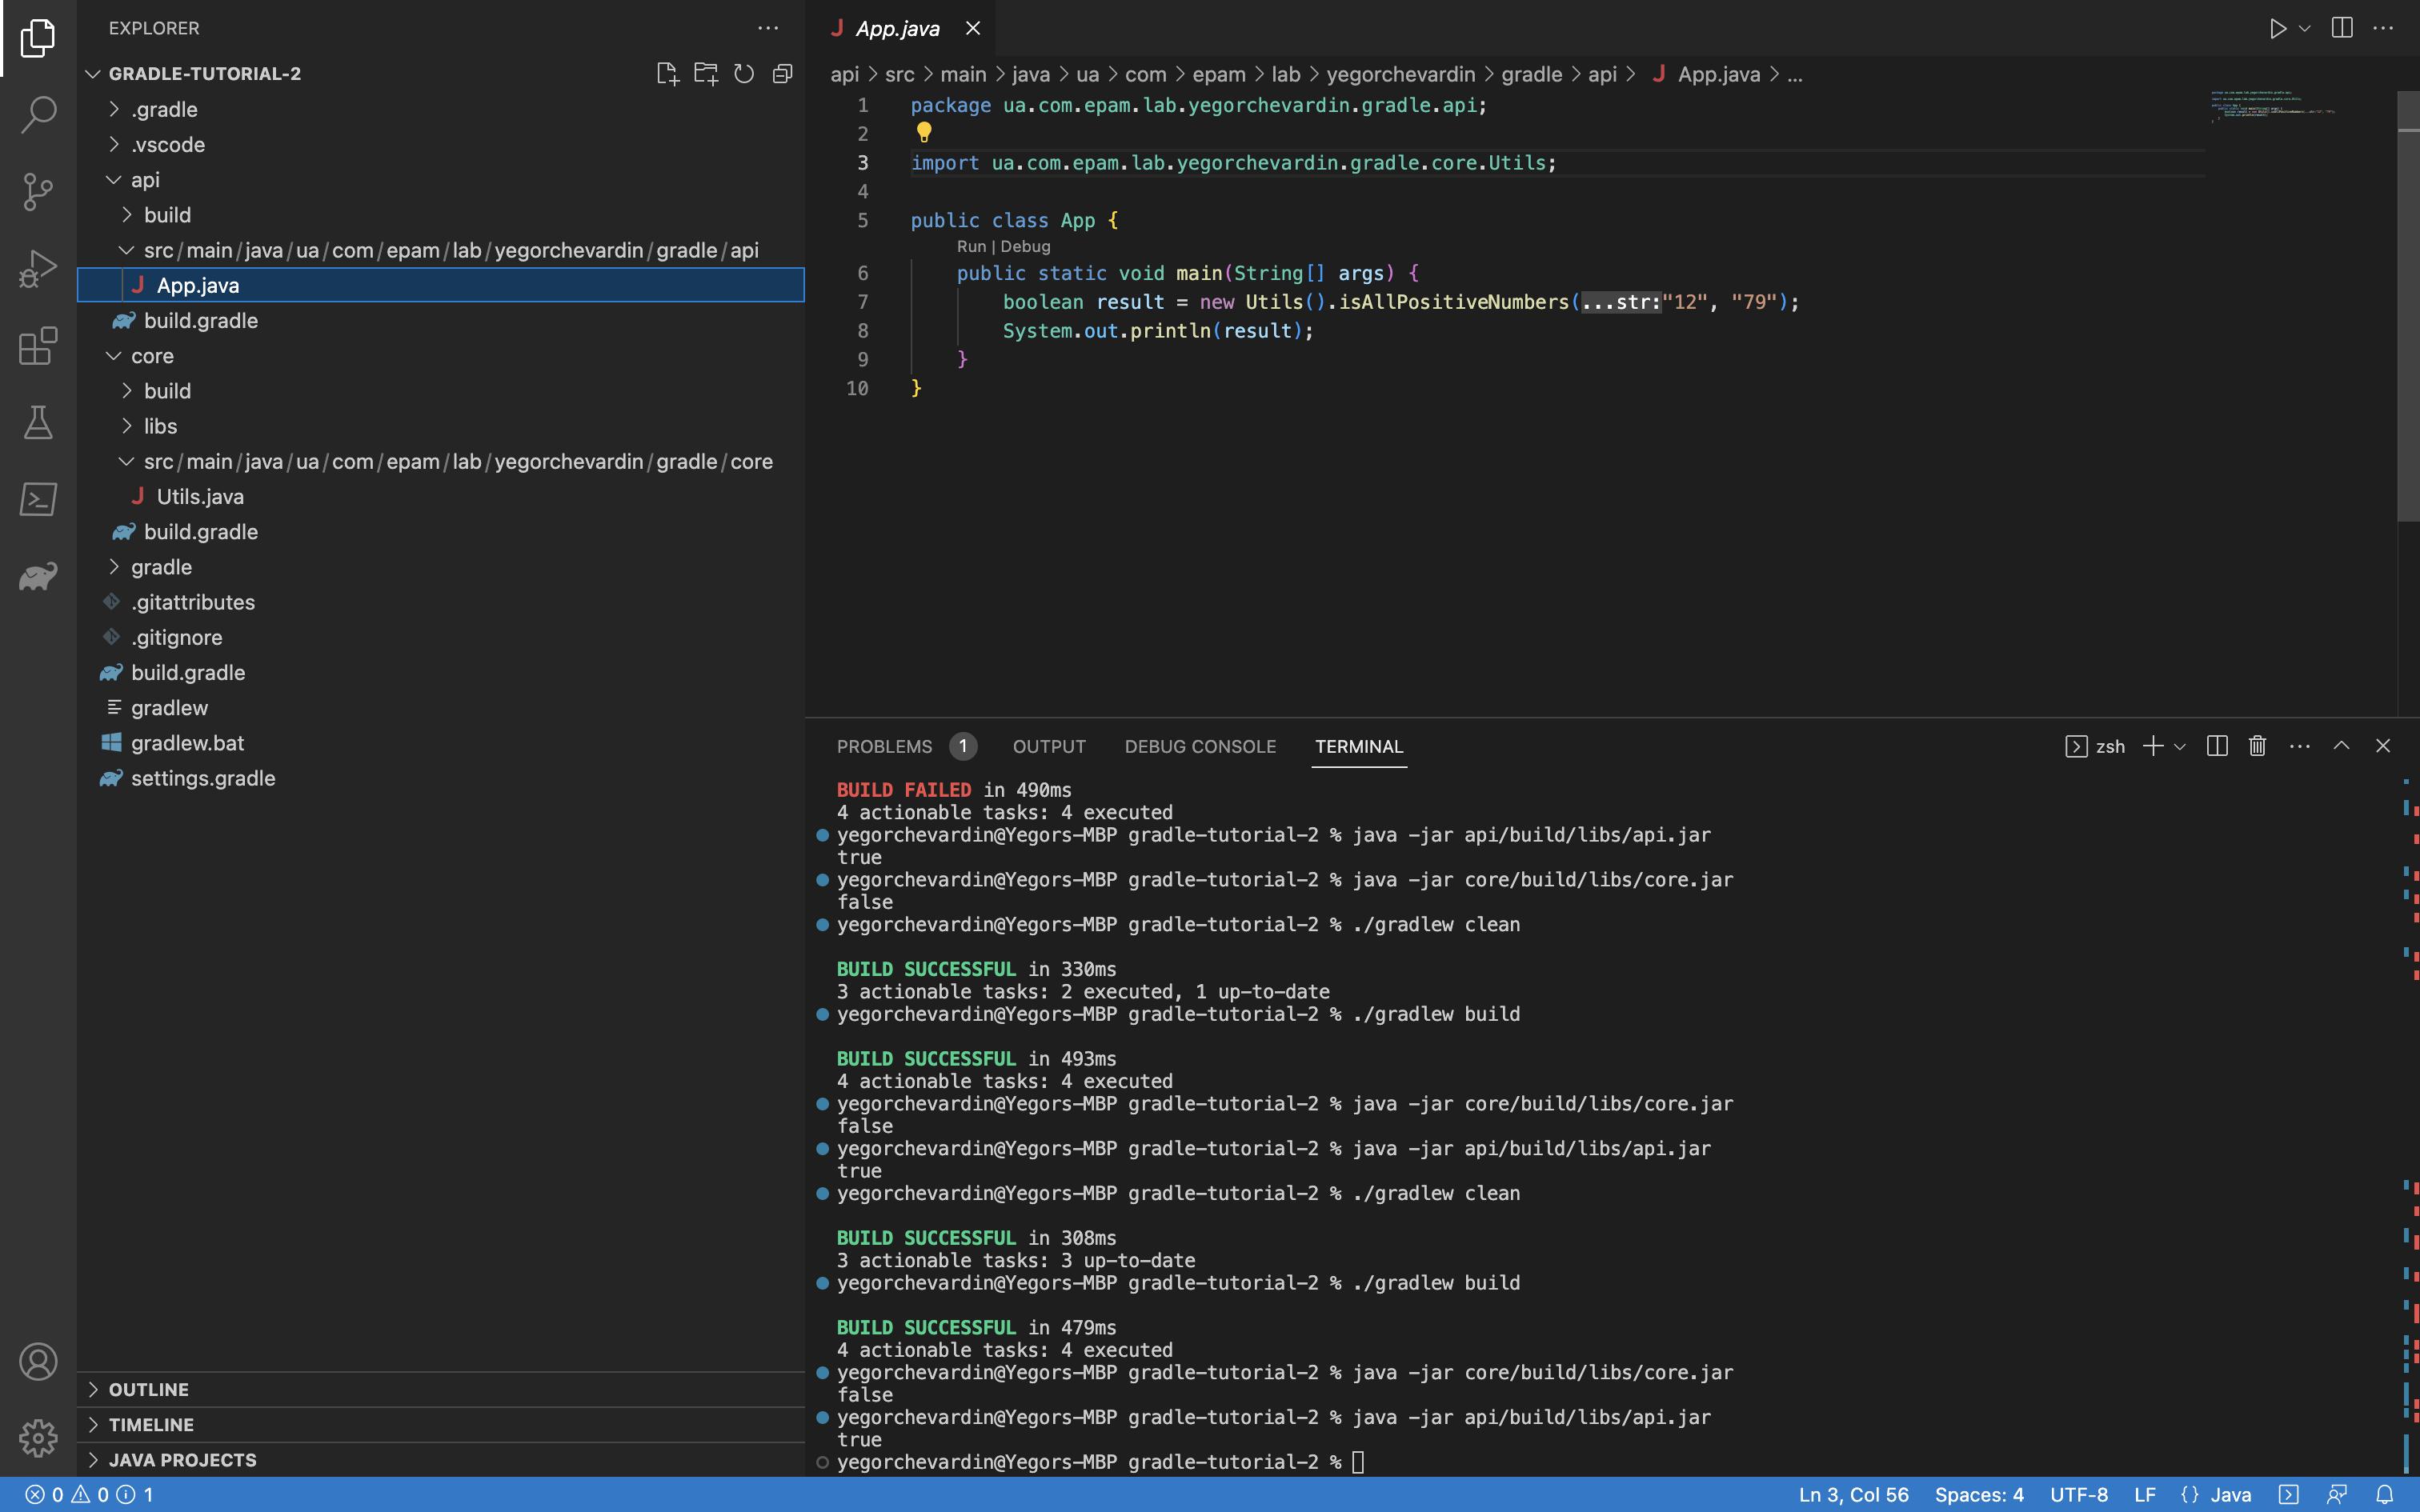 EXPLORER
GRADLE-TUTORIAL-2
.gradle
.vscode
api
build
src/main/java/ua/com/epam/lab/yegorchevardin/gradle/api
J App.java
build.gradle
core
build
libs
src/main/java/ua/com/epam/lab/yegorchevardin/gradle/core
J Utils.java
build.gradle
gradle
.gitattributes
.gitignore
build.gradle
gradlew
gradlew.bat
settings.gradle
OUTLINE
TIMELINE
JAVA PROJECTS
J App.java
api > src > main > java > ua > com > epam > lab > yegorchevardin > gradle > api > J App.java > ...
1 package ua.com.epam.lab.yegorchevardin.gradle.api;
2
3 import ua.com.epam.lab.yegorchevardin.gradle.core.Utils;
4
5 public class App {
Run | Debug
6 public static void main(String[] args) {
7 boolean result = new Utils().isAllPositiveNumbers(...str:"12", "79");
8 System.out.println(result);
9 }
10 }
PROBLEMS 1 OUTPUT DEBUG CONSOLE TERMINAL zsh
BUILD FAILED in 490ms
4 actionable tasks: 4 executed
yegorchevardin@Yegors-MBP gradle-tutorial-2 % java -jar api/build/libs/api.jar
true
yegorchevardin@Yegors-MBP gradle-tutorial-2 % java -jar core/build/libs/core.jar
false
yegorchevardin@Yegors-MBP gradle-tutorial-2 % ./gradlew clean
BUILD SUCCESSFUL in 330ms
3 actionable tasks: 2 executed, 1 up-to-date
yegorchevardin@Yegors-MBP gradle-tutorial-2 % ./gradlew build
BUILD SUCCESSFUL in 493ms
4 actionable tasks: 4 executed
yegorchevardin@Yegors-MBP gradle-tutorial-2 % java -jar core/build/libs/core.jar
false
yegorchevardin@Yegors-MBP gradle-tutorial-2 % java -jar api/build/libs/api.jar
true
yegorchevardin@Yegors-MBP gradle-tutorial-2 % ./gradlew clean
BUILD SUCCESSFUL in 308ms
3 actionable tasks: 3 up-to-date
yegorchevardin@Yegors-MBP gradle-tutorial-2 % ./gradlew build
BUILD SUCCESSFUL in 479ms
4 actionable tasks: 4 executed
yegorchevardin@Yegors-MBP gradle-tutorial-2 % java -jar core/build/libs/core.jar
false
yegorchevardin@Yegors-MBP gradle-tutorial-2 % java -jar api/build/libs/api.jar
true
yegorchevardin@Yegors-MBP gradle-tutorial-2 %
0 0 1 Ln 3, Col 56 Spaces: 4 UTF-8 LF {} Java